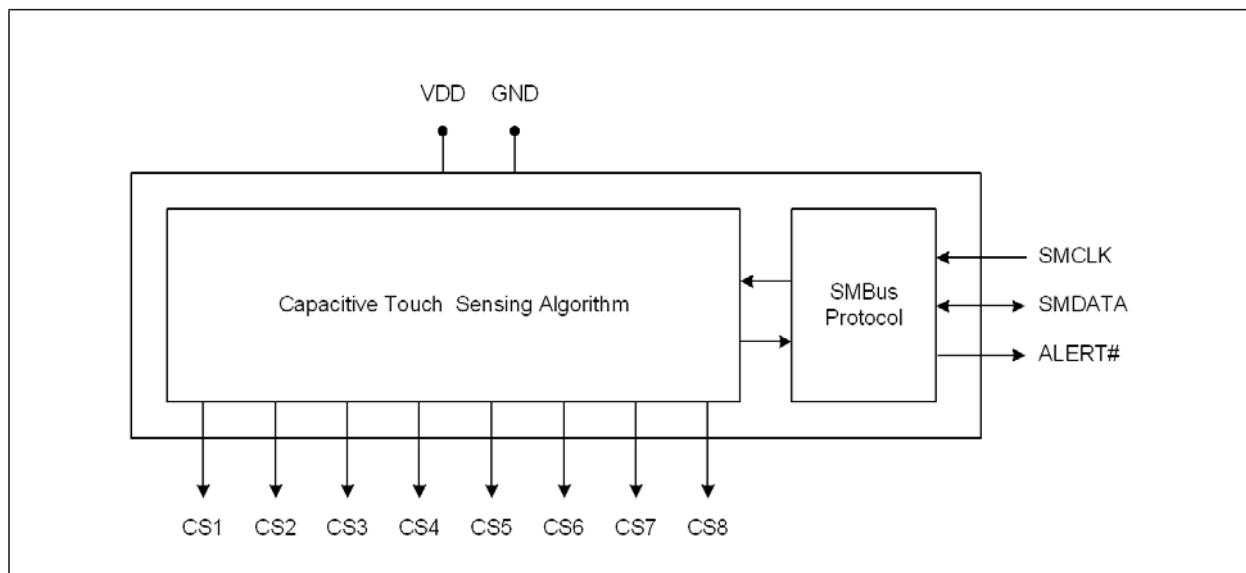 VDD GND
Capacitive Touch Sensing Algorithm
SMBus
Protocol
SMCLK
SMDATA
ALERT#
CS1 CS2 CS3 CS4 CS5 CS6 CS7 CS8